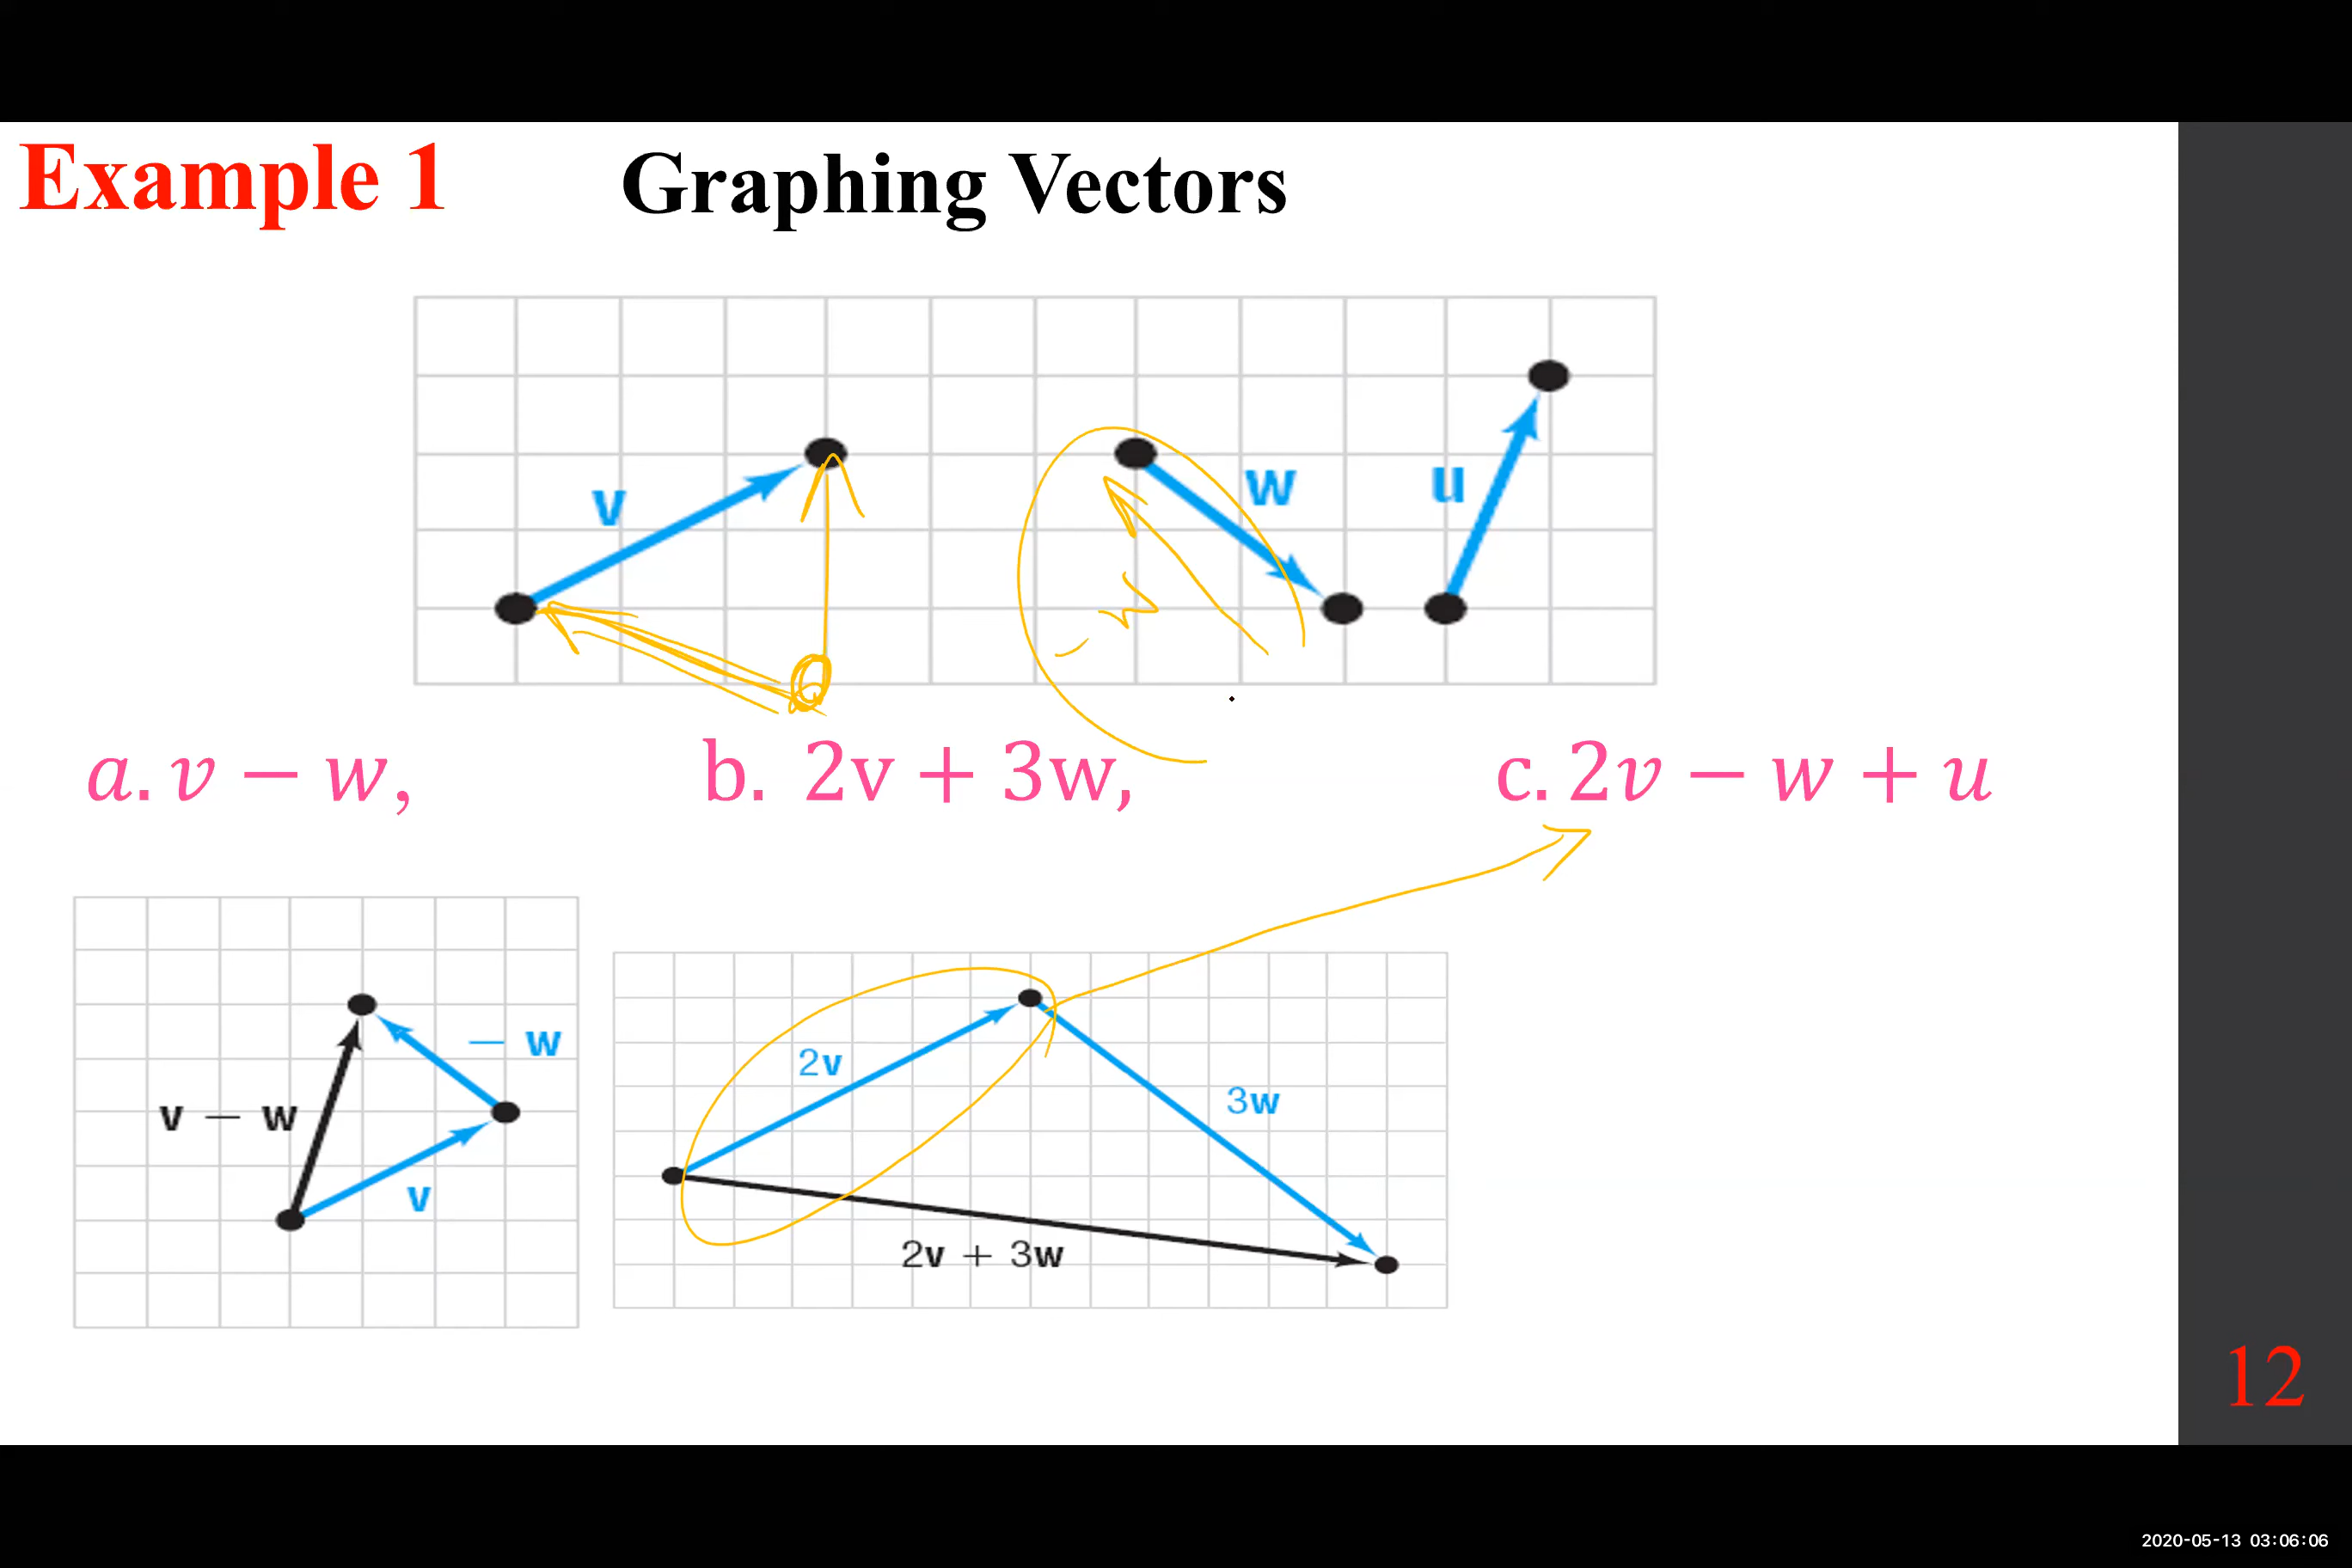 Example 1 Graphing Vectors
v w u
- w
a. v − w, b. 2v + 3w, c. 2v − w + u
− w
v − w
v
2v
3w
2v + 3w
12
2020-05-13 03:06:06